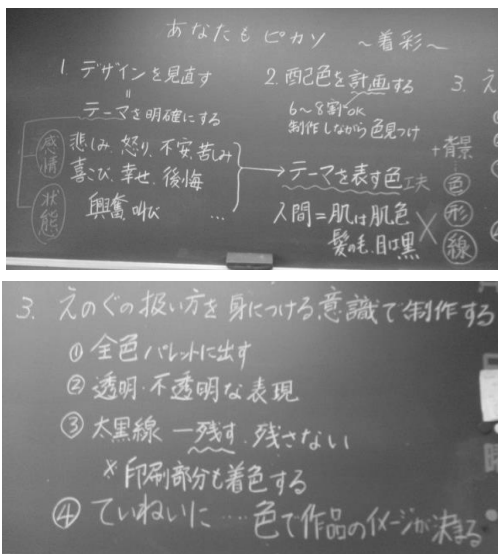 あなたもピカソ ～着彩～
1. デザインを見直す
=
テーマを明確にする
感情
悲しみ、怒り、不安、苦しみ
喜こび、幸せ、後悔
状態
興奮 叫び …
2. 配色を計画する
6～8割OK
制作しながら色見つけ
テーマを表す色 工夫
人間=肌は肌色
髪の毛、目は黒
×
3. え
+背景
色
形
線
3. えのぐの扱い方を身につける意識で制作する
① 全色パレットに出す
② 透明・不透明な表現
③ 太黒線 ー残す、残さない
※印刷部分も着色する
④ ていねいに……色で作品のイメージが決まる